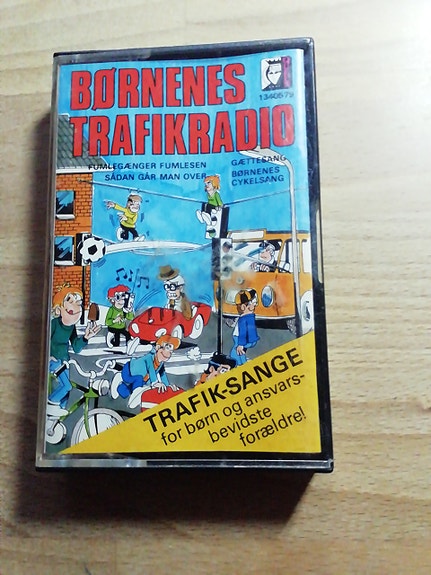 BØRNENES
TRAFIKRADIO
1340579
FUMLEGÆNGER FUMLESEN
SÅDAN GÅR MAN OVER
GÆTTESANG
BØRNENES
CYKELSANG
TRAFIK-SANGE
for børn og ansvars-
bevidste
forældre!